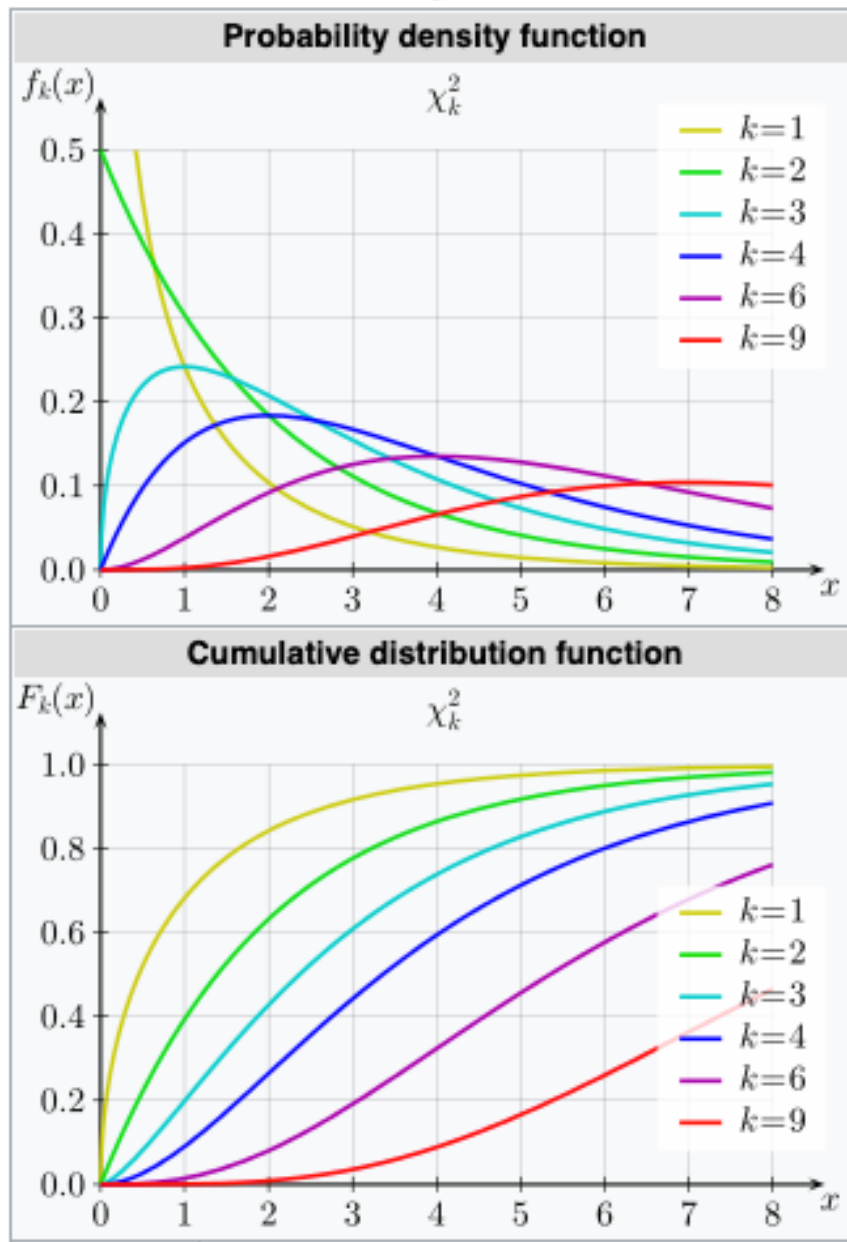 Probability density function
fₖ(x)
χ²ₖ
k=1
k=2
k=3
k=4
k=6
k=9
0.5
0.4
0.3
0.2
0.1
0.0
0 1 2 3 4 5 6 7 8 x
Cumulative distribution function
Fₖ(x)
χ²ₖ
1.0
0.8
0.6
0.4
0.2
0.0
k=1
k=2
k=3
k=4
k=6
k=9
0 1 2 3 4 5 6 7 8 x